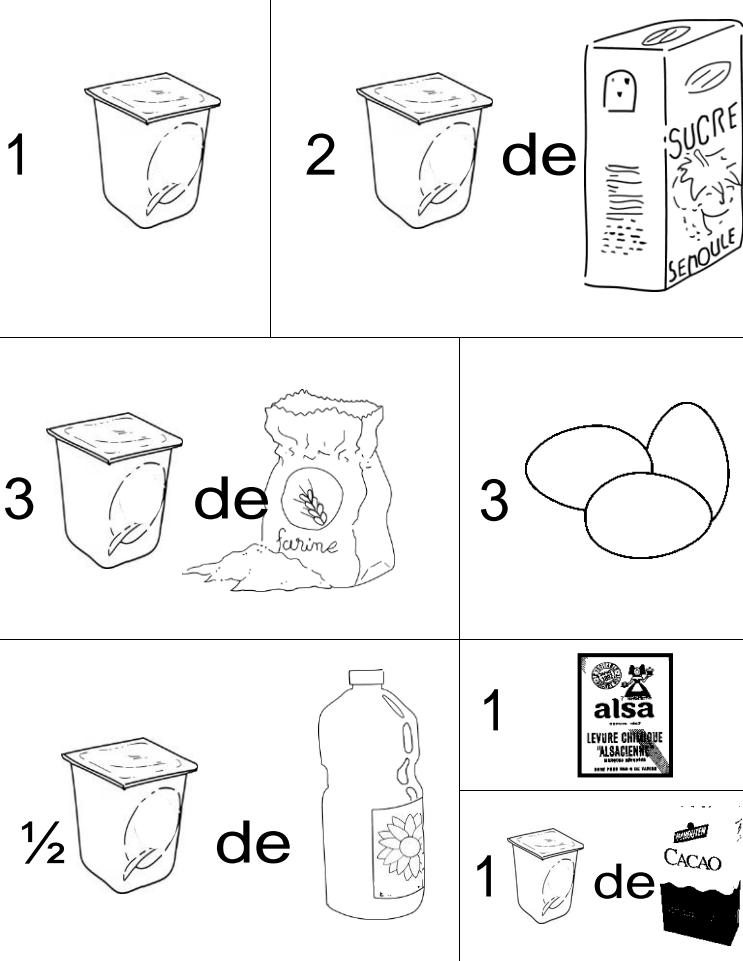 1
2 de
SUCRE
SEMOULE
3 de
farine
3
½ de
1
alsa
LEVURE CHIMIQUE
"ALSACIENNE"
1 de
CACAO